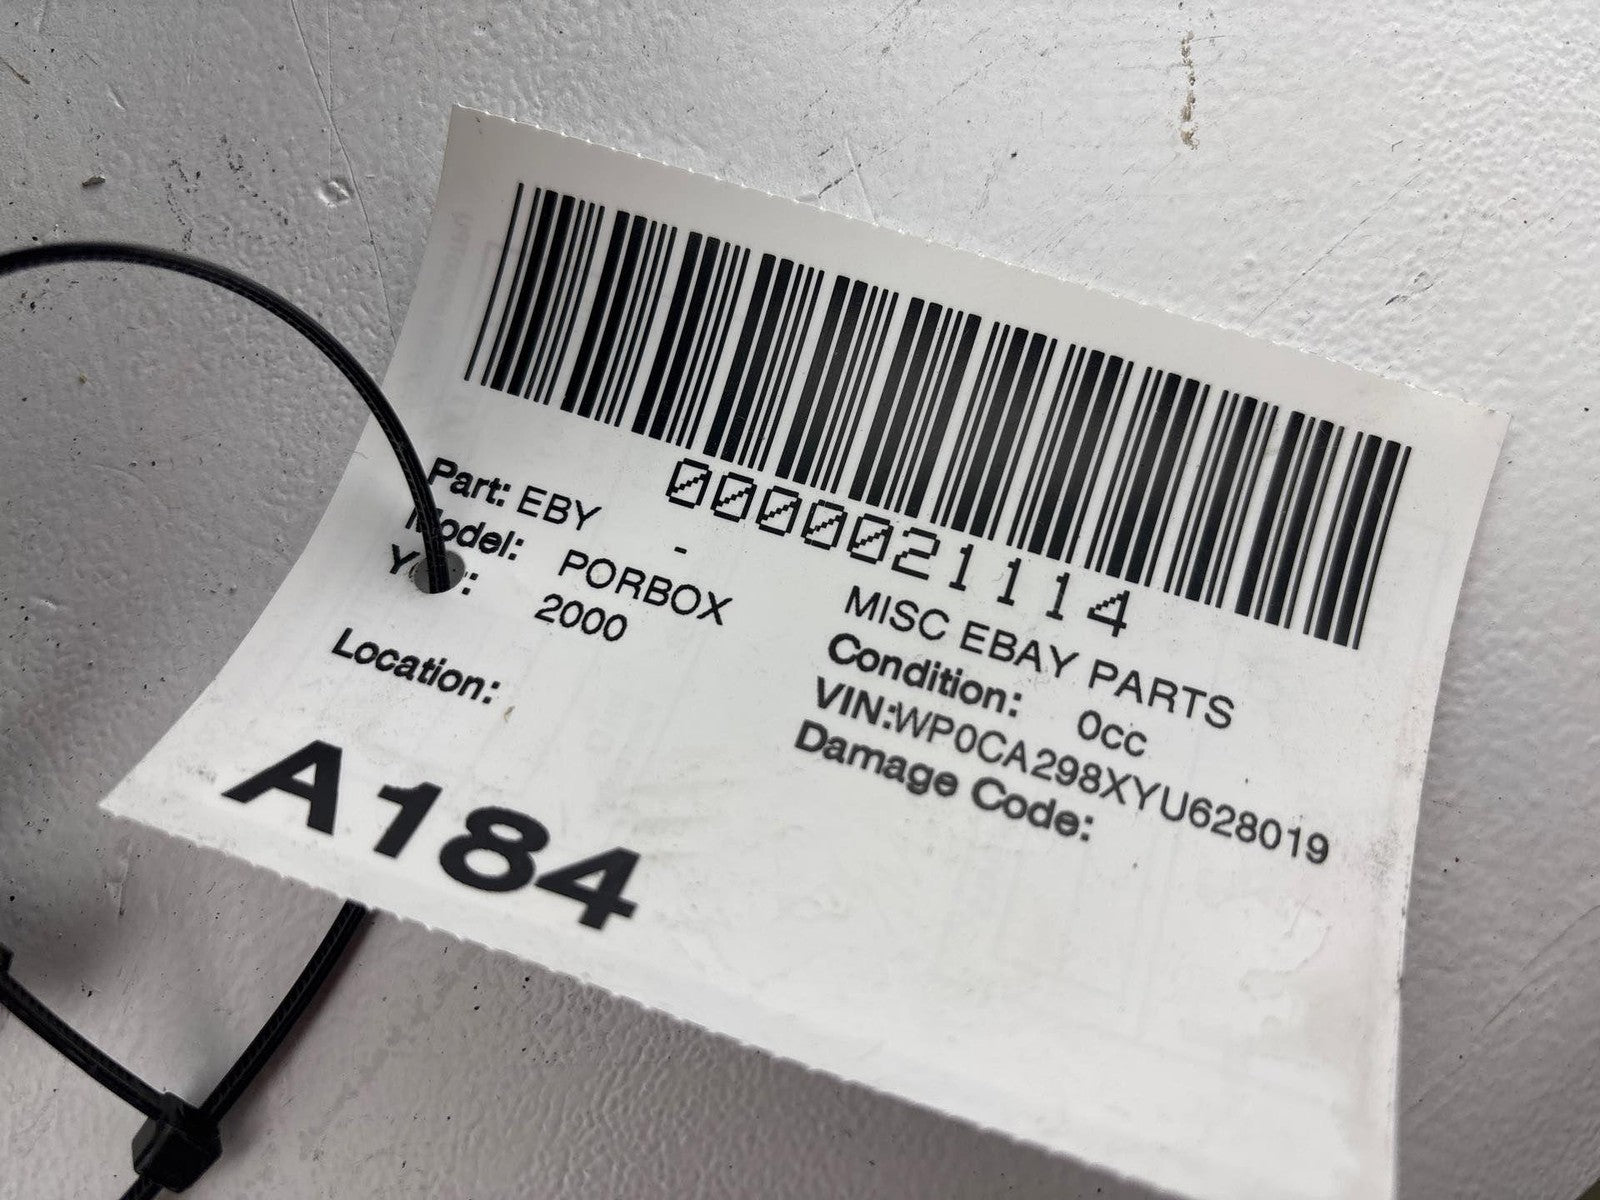 0000021114
Part: EBY - MISC EBAY PARTS
Model: PORBOX Condition: 0cc
2000 VIN:WP0CA298XYU628019
Location: Damage Code:
A184